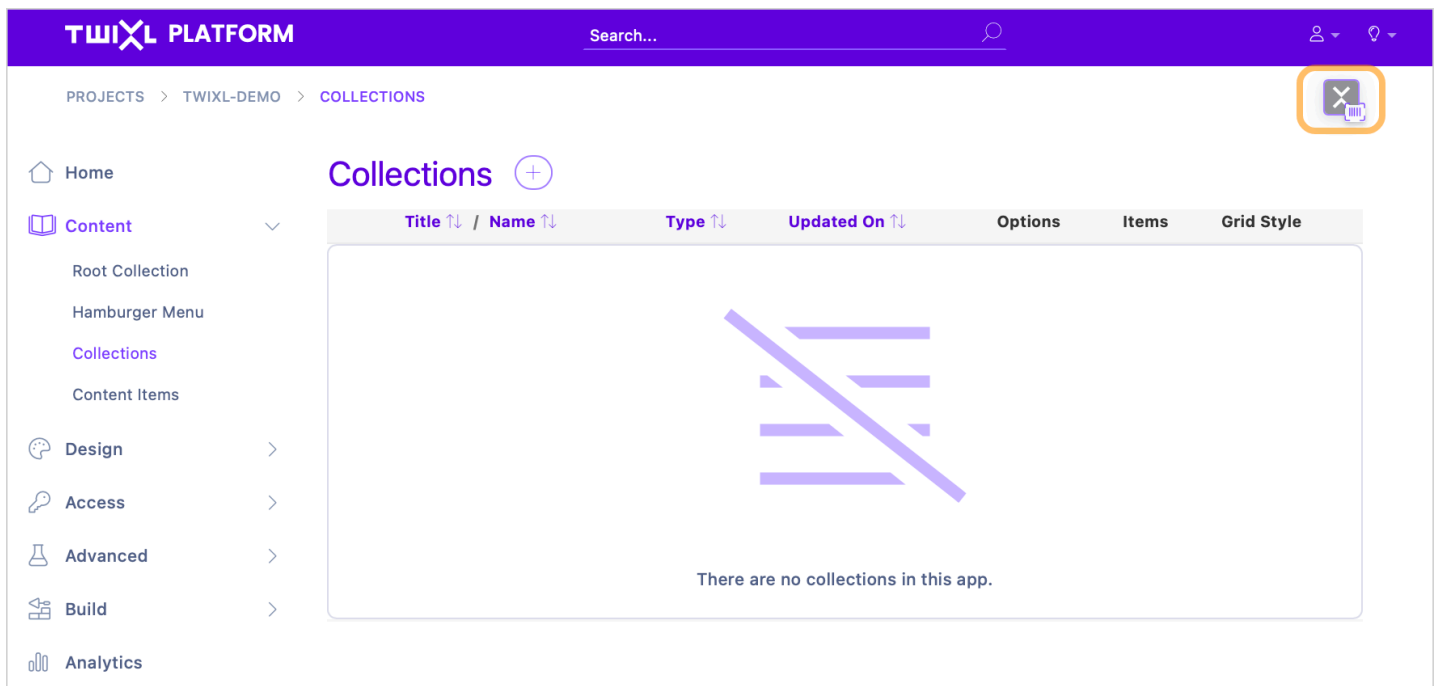 TWIXL PLATFORM
Search...
PROJECTS > TWIXL-DEMO > COLLECTIONS
Home
Content
Root Collection
Hamburger Menu
Collections
Content Items
Design
Access
Advanced
Build
Analytics
Collections
Title / Name Type Updated On Options Items Grid Style
There are no collections in this app.